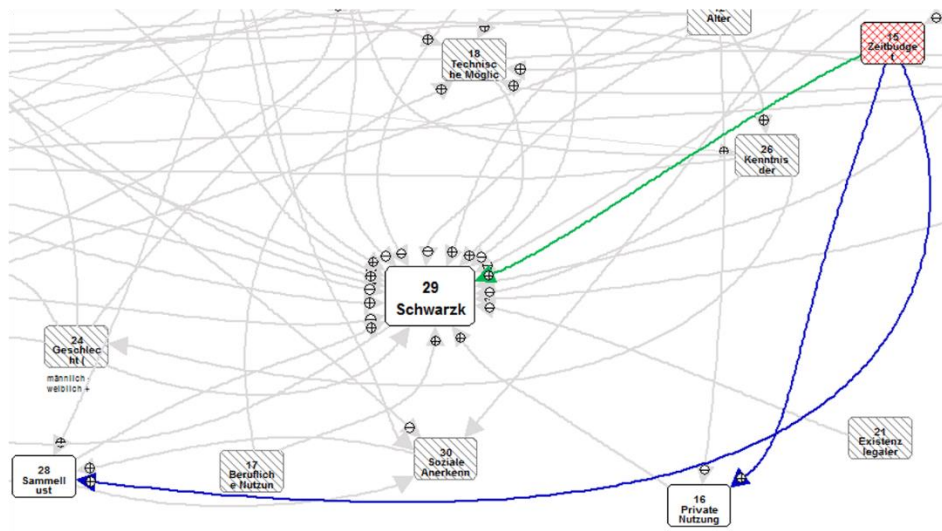 12
Alter
15
Zeitbudge
t
18
Technisc
he Möglic
26
Kenntnis
der
29
Schwarzk
24
Geschlec
ht (
männlich -
weiblich +
28
Sammell
ust
17
Beruflich
e Nutzun
30
Soziale
Anerkenn
21
Existenz
legaler
16
Private
Nutzung